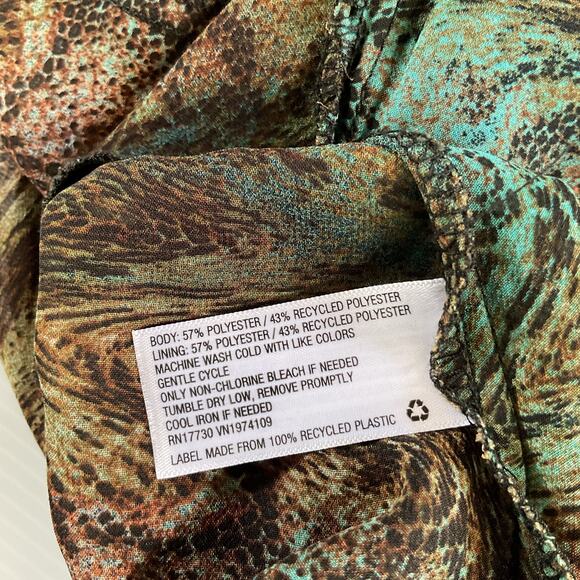 BODY: 57% POLYESTER / 43% RECYCLED POLYESTER
LINING: 57% POLYESTER / 43% RECYCLED POLYESTER
MACHINE WASH COLD WITH LIKE COLORS
GENTLE CYCLE
ONLY NON-CHLORINE BLEACH IF NEEDED
TUMBLE DRY LOW, REMOVE PROMPTLY
COOL IRON IF NEEDED
RN17730 VN1974109
LABEL MADE FROM 100% RECYCLED PLASTIC